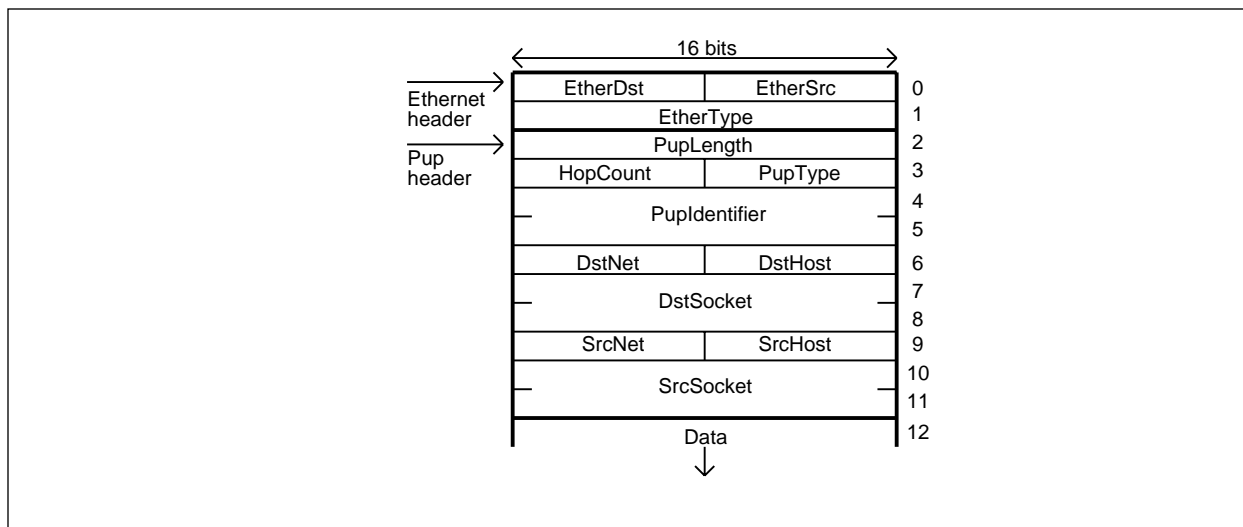 16 bits
EtherDst EtherSrc 0
Ethernet
header
EtherType 1
PupLength 2
Pup
header
HopCount PupType 3
4
PupIdentifier
5
DstNet DstHost 6
7
DstSocket
8
SrcNet SrcHost 9
10
SrcSocket
11
Data 12